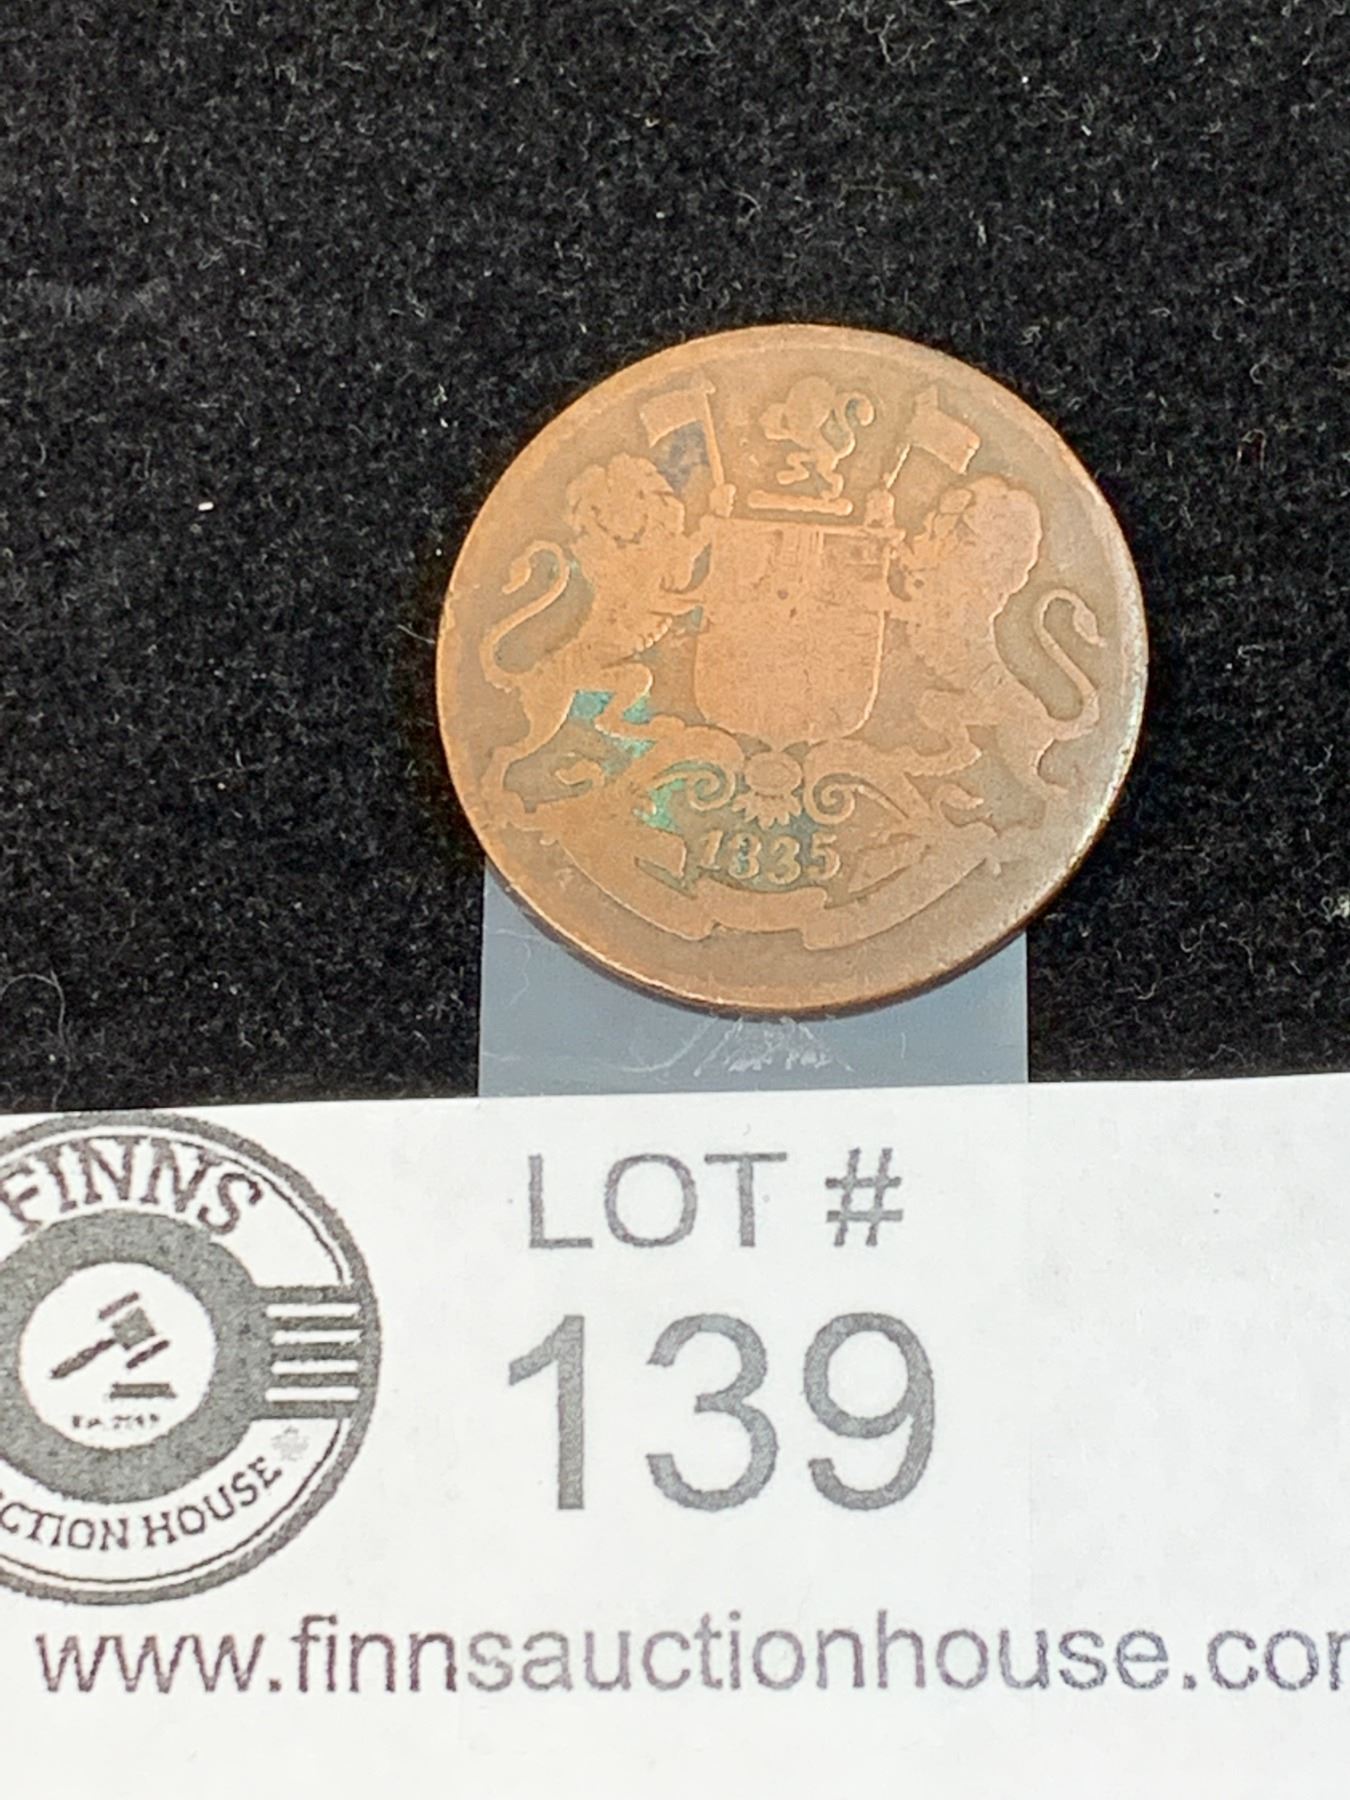 1835
FINNS
CTION HOUSE
LOT #
139
www.finnsauctionhouse.co